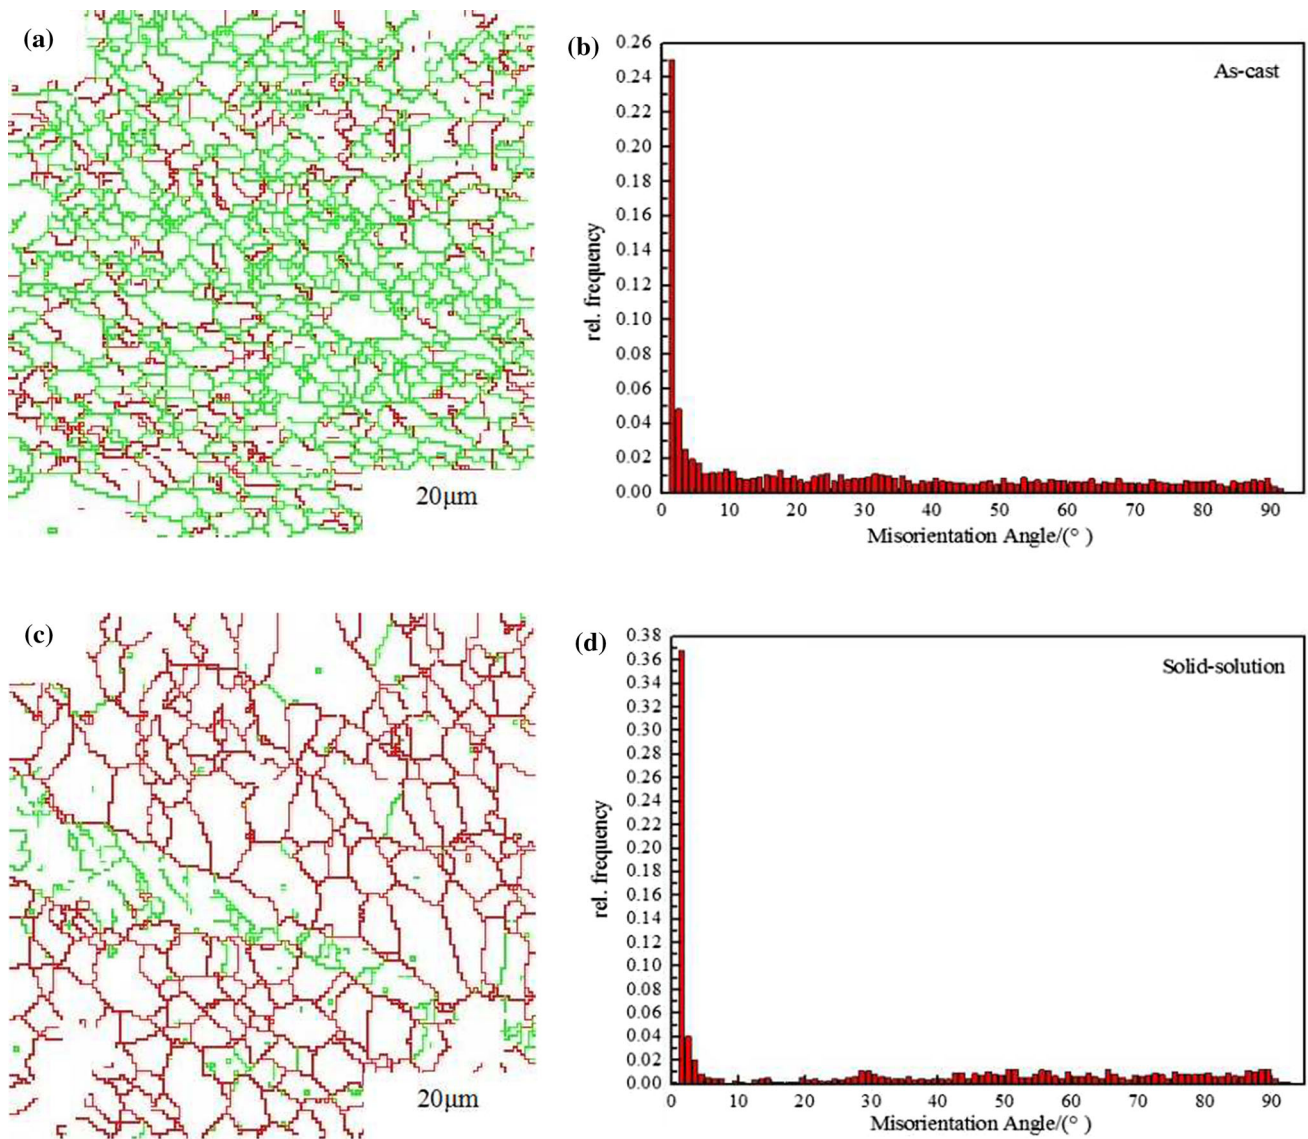 (a)
20μm
(b)
0.26
0.24
0.22
0.20
0.18
0.16
0.14
0.12
0.10
0.08
0.06
0.04
0.02
0.00
rel. frequency
As-cast
0 10 20 30 40 50 60 70 80 90
Misorientation Angle/(° )
(c)
20μm
(d)
0.38
0.36
0.34
0.32
0.30
0.28
0.26
0.24
0.22
0.20
0.18
0.16
0.14
0.12
0.10
0.08
0.06
0.04
0.02
0.00
rel. frequency
Solid-solution
0 10 20 30 40 50 60 70 80 90
Misorientation Angle/(° )